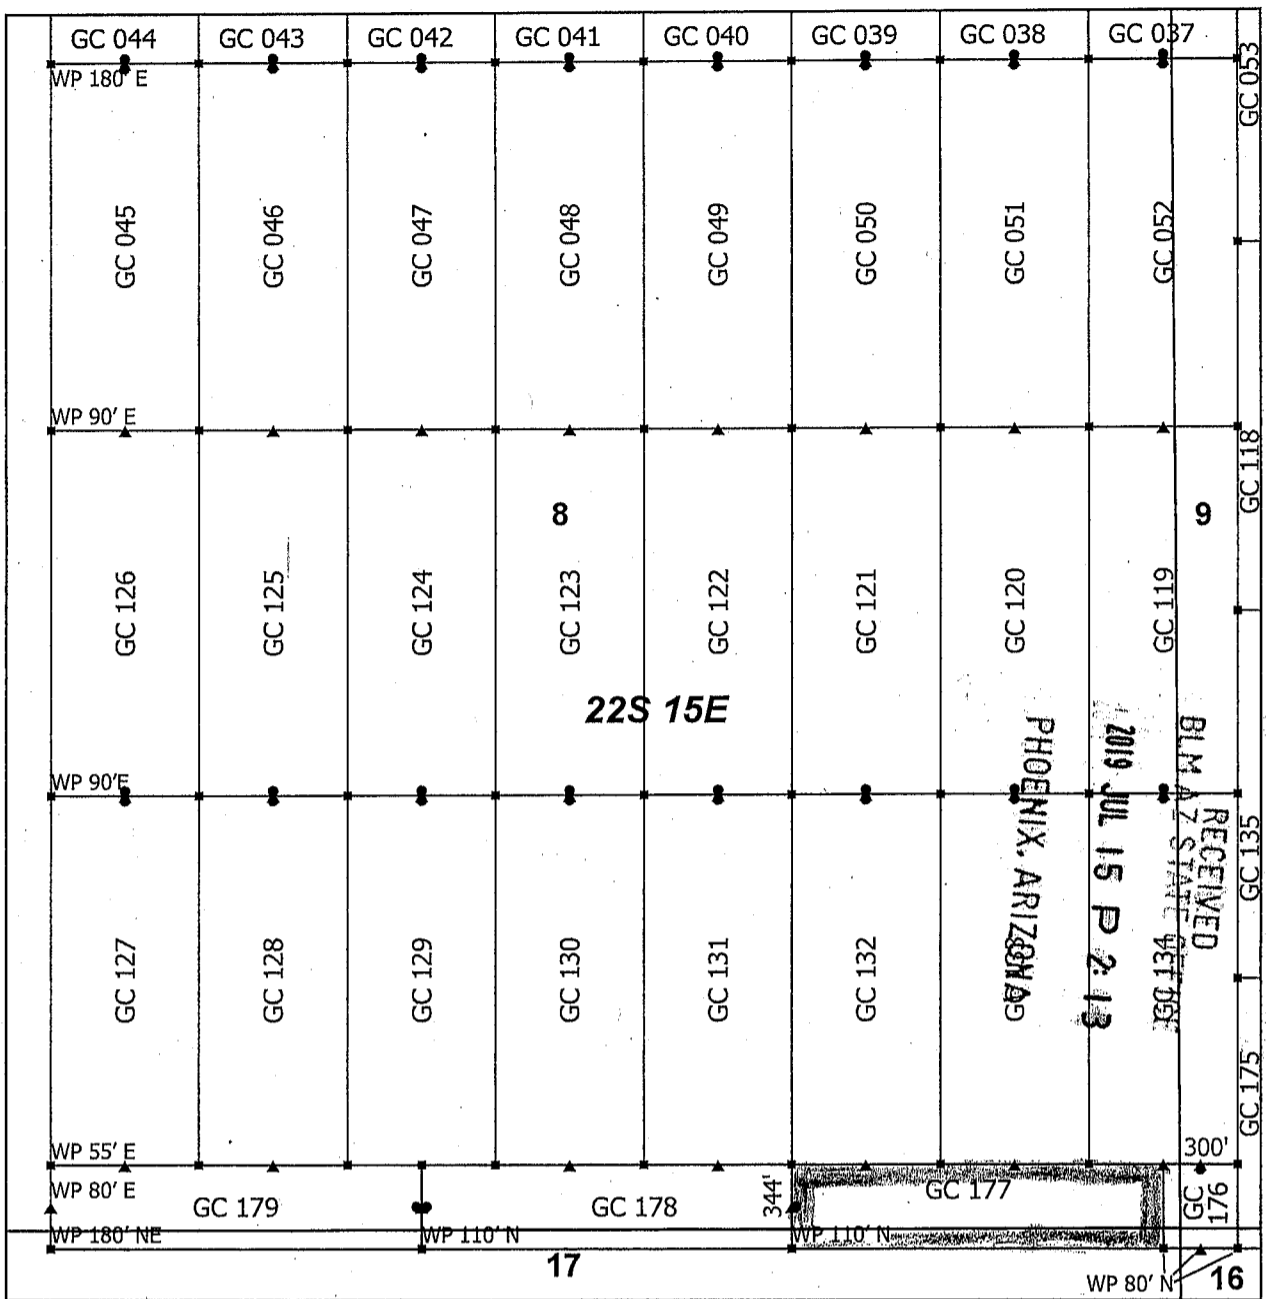 GC 044 GC 043 GC 042 GC 041 GC 040 GC 039 GC 038 GC 037
GC 053
WP 180' E
GC 045 GC 046 GC 047 GC 048 GC 049 GC 050 GC 051 GC 052
WP 90' E
GC 118
8
9
GC 126 GC 125 GC 124 GC 123 GC 122 GC 121 GC 120 GC 119
22S 15E
RECEIVED
BLM AZ STATE
2019 JUL 15 P 2:13
PHOENIX, ARIZONA
WP 90'E
GC 135
GC 127 GC 128 GC 129 GC 130 GC 131 GC 132 GC 134
GC 175
WP 55' E
300'
WP 80' E
GC 179 GC 178 344' GC 177 GC 176
WP 180' NE WP 110' N WP 110' N
17
WP 80' N
16